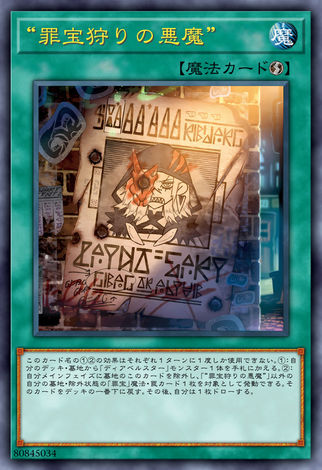 “罪宝狩りの悪魔”
魔
【魔法カード】
このカード名の①②の効果はそれぞれ1ターンに1度しか使用できない。①:自
分のデッキ・墓地から「ディアベルスター」モンスター1体を手札に加える。②:
自分メインフェイズに墓地のこのカードを除外し、「“罪宝狩りの悪魔”」以外の
自分の墓地・除外状態の「罪宝」魔法・罠カード1枚を対象として発動できる。そ
のカードをデッキの一番下に戻す。その後、自分は1枚ドローする。
80845034